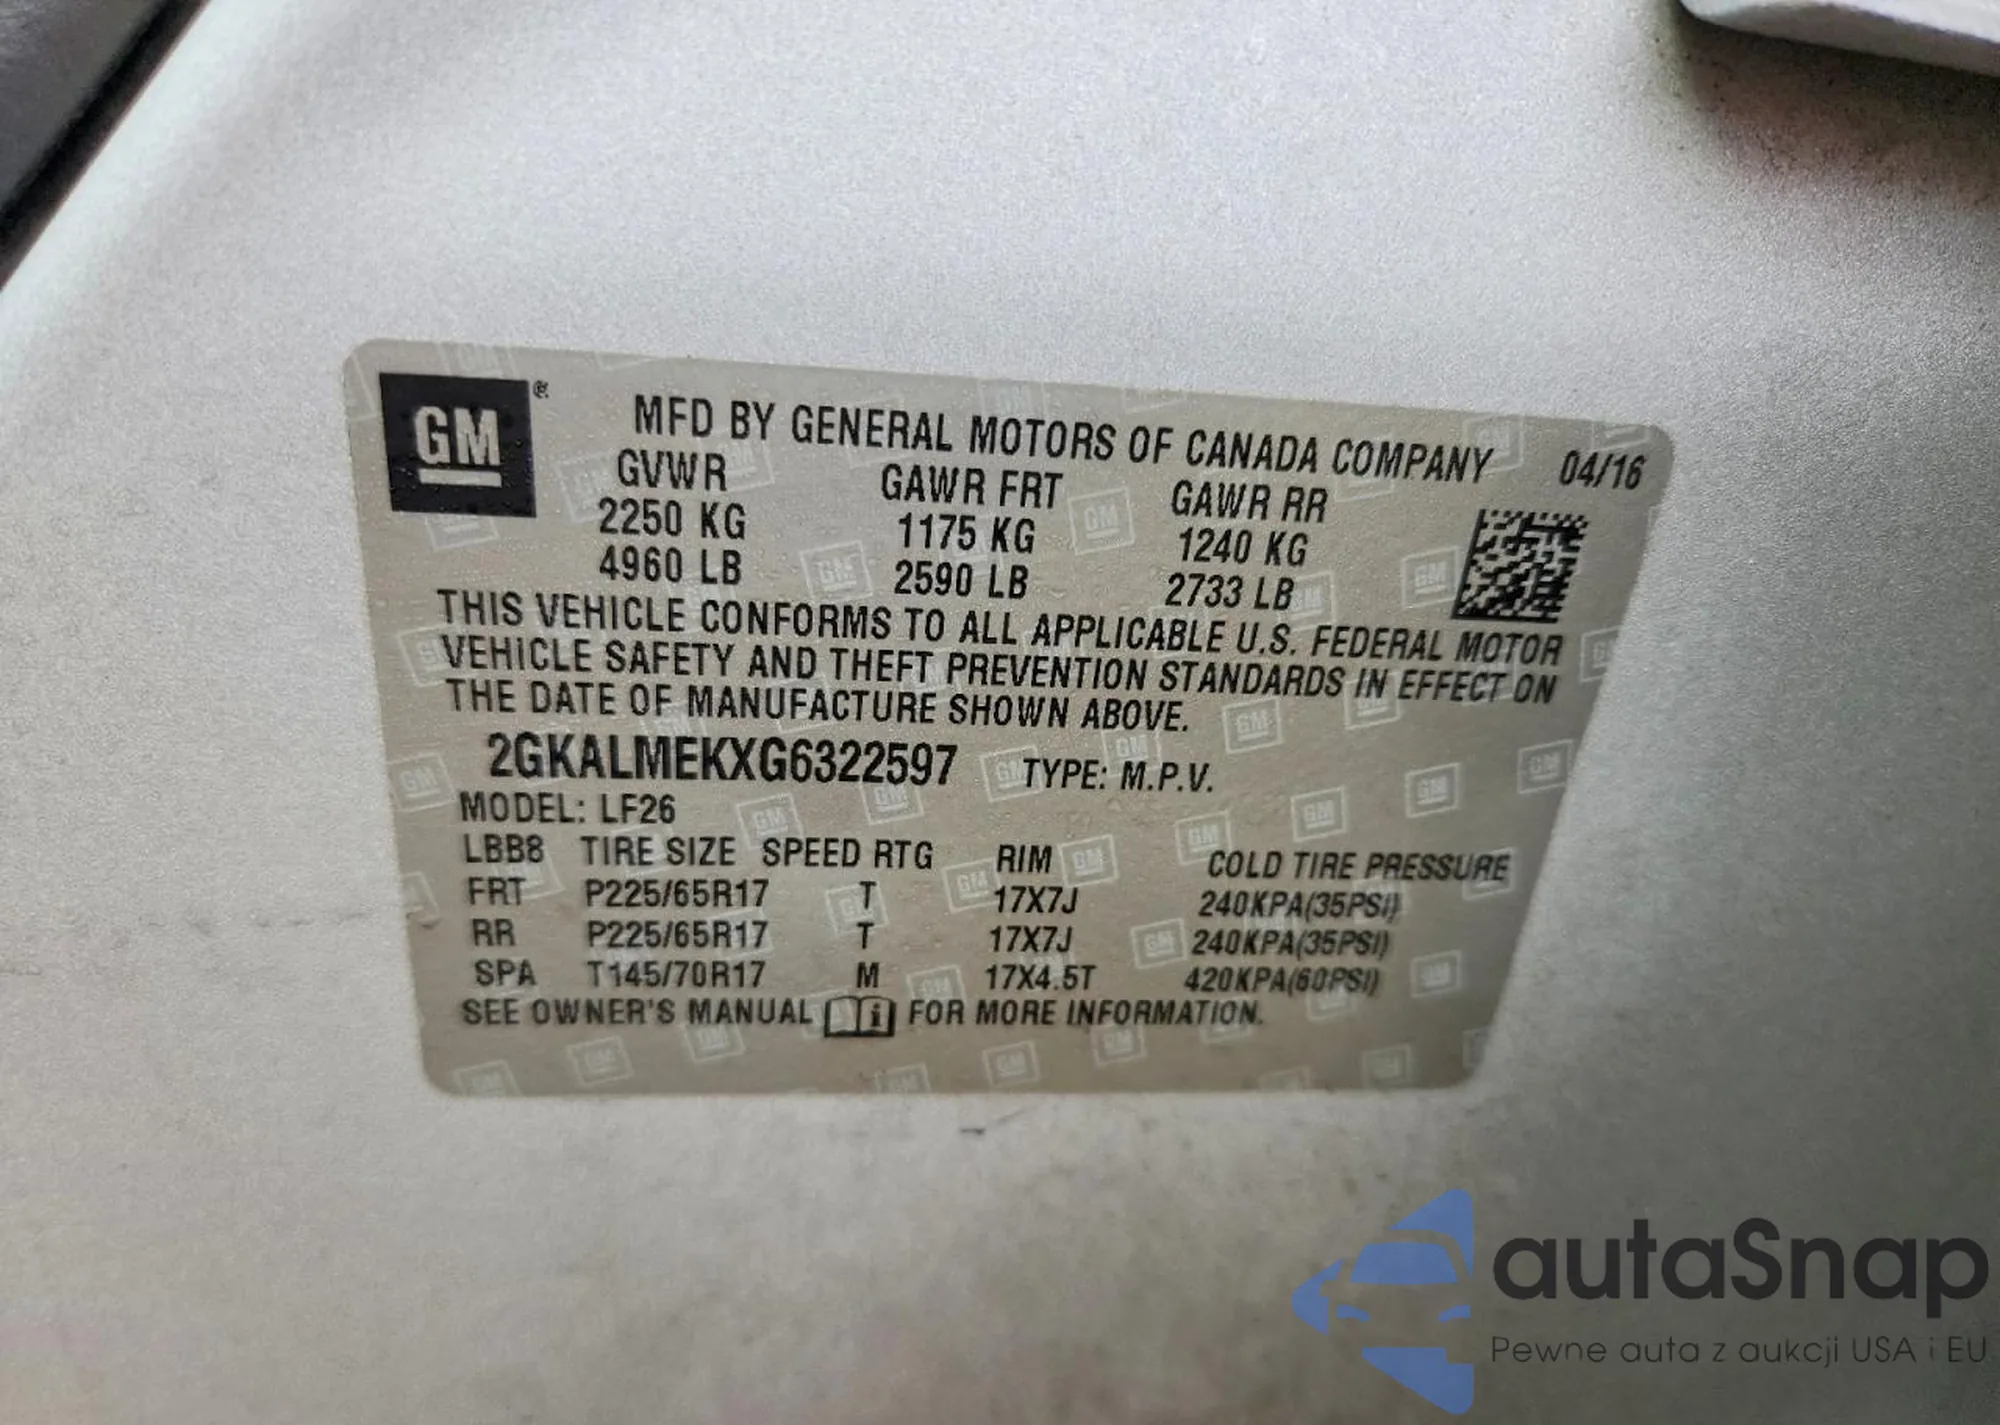 GM
MFD BY GENERAL MOTORS OF CANADA COMPANY 04/16
GVWR GAWR FRT GAWR RR
2250 KG 1175 KG 1240 KG
4960 LB 2590 LB 2733 LB
THIS VEHICLE CONFORMS TO ALL APPLICABLE U.S. FEDERAL MOTOR
VEHICLE SAFETY AND THEFT PREVENTION STANDARDS IN EFFECT ON
THE DATE OF MANUFACTURE SHOWN ABOVE.
2GKALMEKXG6322597 TYPE: M.P.V.
MODEL: LF26
LBB8 TIRE SIZE SPEED RTG RIM COLD TIRE PRESSURE
FRT P225/65R17 T 17X7J 240KPA(35PSI)
RR P225/65R17 T 17X7J 240KPA(35PSI)
SPA T145/70R17 M 17X4.5T 420KPA(60PSI)
SEE OWNER'S MANUAL i FOR MORE INFORMATION.
autaSnap
Pewne auta z aukcji USA i EU